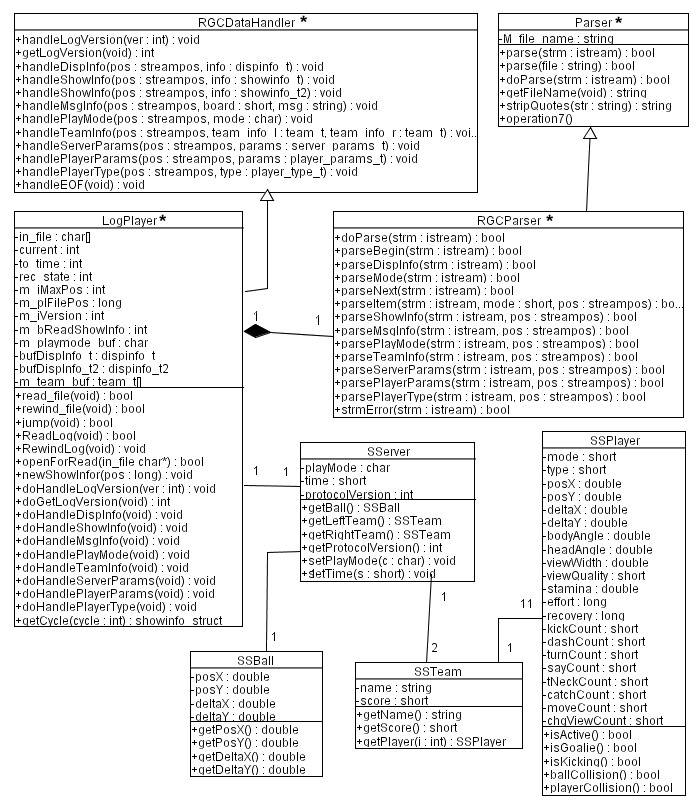 RGCDataHandler *
+handleLogVersion(ver : int) : void
+getLogVersion(void) : int
+handleDispInfo(pos : streampos, info : dispinfo_t) : void
+handleShowInfo(pos : streampos, info : showinfo_t) : void
+handleShowInfo(pos : streampos, info : showinfo_t2) : void
+handleMsgInfo(pos : streampos, board : short, msg : string) : void
+handlePlayMode(pos : streampos, mode : char) : void
+handleTeamInfo(pos : streampos, team_info_l : team_t, team_info_r : team_t) : voi...
+handleServerParams(pos : streampos, params : server_params_t) : void
+handlePlayerParams(pos : streampos, params : player_params_t) : void
+handlePlayerType(pos : streampos, type : player_type_t) : void
+handleEOF(void) : void
Parser *
-M_file_name : string
+parse(strm : istream) : bool
+parse(file : string) : bool
+doParse(strm : istream) : bool
+getFileName(void) : string
+stripQuotes(str : string) : string
+operation7()
LogPlayer *
-in_file : char[]
-current : int
-to_time : int
-rec_state : int
-m_iMaxPos : int
-m_plFilePos : long
-m_iVersion : int
-m_bReadShowInfo : int
-m_playmode_buf : char
-bufDispInfo_t : dispinfo_t
-bufDispInfo_t2 : dispinfo_t2
-m_team_buf : team_t[]
+read_file(void) : bool
+rewind_file(void) : bool
+jump(void) : bool
+ReadLog(void) : bool
+RewindLog(void) : void
+openForRead(in_file char*) : bool
+newShowInfor(pos : long) : void
+doHandleLogVersion(ver : int) : void
+doGetLogVersion(void) : int
+doHandleDispInfo(void) : void
+doHandleShowInfo(void) : void
+doHandleMsgInfo(void) : void
+doHandlePlayMode(void) : void
+doHandleTeamInfo(void) : void
+doHandleServerParams(void) : void
+doHandlePlayerParams(void) : void
+doHandlePlayerType(void) : void
+getCycle(cycle : int) : showinfo_struct
1
1
RGCParser *
+doParse(strm : istream) : bool
+parseBegin(strm : istream) : bool
+parseDispInfo(strm : istream) : bool
+parseMode(strm : istream) : bool
+parseNext(strm : istream) : bool
+parseItem(strm : istream, mode : short, pos : streampos) : bo...
+parseShowInfo(strm : istream, pos : streampos) : bool
+parseMsgInfo(strm : istream, pos : streampos) : bool
+parsePlayMode(strm : istream, pos : streampos) : bool
+parseTeamInfo(strm : istream, pos : streampos) : bool
+parseServerParams(strm : istream, pos : streampos) : bool
+parsePlayerParams(strm : istream, pos : streampos) : bool
+parsePlayerType(strm : istream, pos : streampos) : bool
+strmError(strm : istream) : bool
1
1
SServer
-playMode : char
-time : short
-protocolVersion : int
+getBall() : SSBall
+getLeftTeam() : SSTeam
+getRightTeam() : SSTeam
+getProtocolVersion() : int
+setPlayMode(c : char) : void
+setTime(s : short) : void
1
1
2
11
1
SSPlayer
-mode : short
-type : short
-posX : double
-posY : double
-deltaX : double
-deltaY : double
-bodyAngle : double
-headAngle : double
-viewWidth : double
-viewQuality : short
-stamina : double
-effort : long
-recovery : long
-kickCount : short
-dashCount : short
-turnCount : short
-sayCount : short
-tNeckCount : short
-catchCount : short
-moveCount : short
-chgViewCount : short
+isActive() : bool
+isGoalie() : bool
+isKicking() : bool
+ballCollision() : bool
+playerCollision() : bool
SSBall
-posX : double
-posY : double
-deltaX : double
-deltaY : double
+getPosX() : double
+getPosY() : double
+getDeltaX() : double
+getDeltaY() : double
SSTeam
-name : string
-score : short
+getName() : string
+getScore() : short
+getPlayer(i : int) : SSPlayer